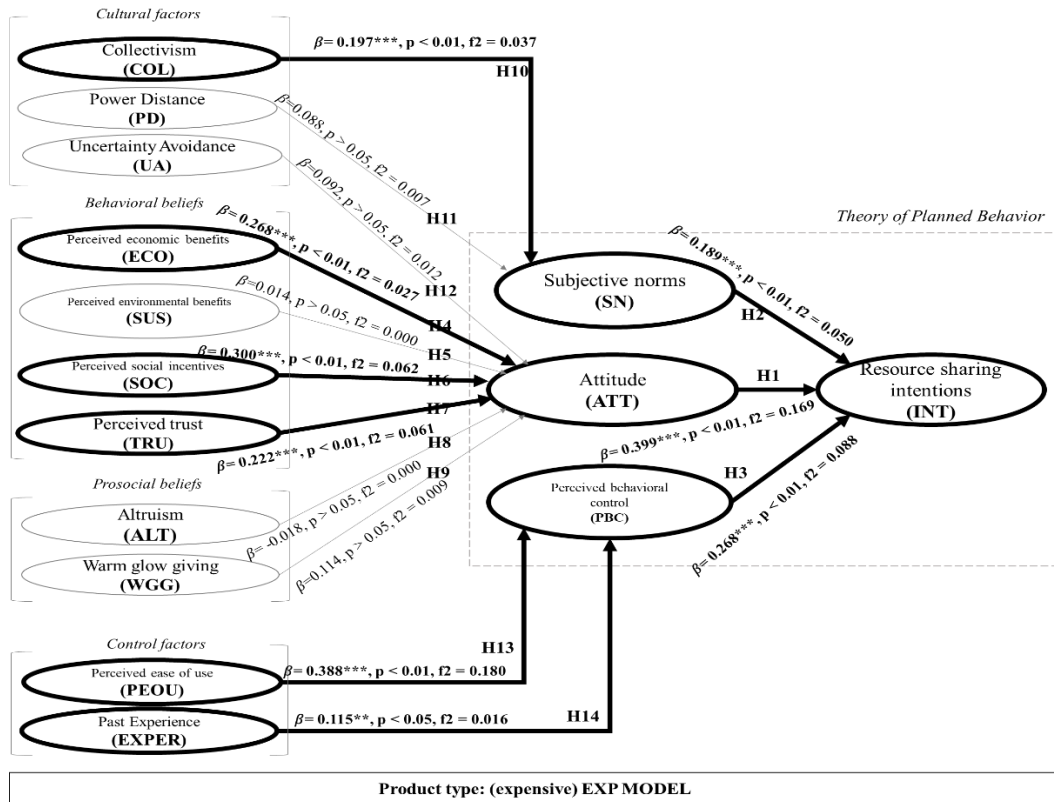 Cultural factors
Collectivism
(COL)
β= 0.197***, p < 0.01, f2 = 0.037
H10
Power Distance
(PD)
β=0.088, p > 0.05, f2 = 0.007
H11
Uncertainty Avoidance
(UA)
β=0.092, p > 0.05, f2 = 0.012
H12
Behavioral beliefs
Perceived economic benefits
(ECO)
β= 0.268***, p < 0.01, f2 = 0.027
H4
Perceived environmental benefits
(SUS)
β=0.014, p > 0.05, f2 = 0.000
H5
Perceived social incentives
(SOC)
β= 0.300***, p < 0.01, f2 = 0.062
H6
Perceived trust
(TRU)
β= 0.222***, p < 0.01, f2 = 0.061
H7
Prosocial beliefs
Altruism
(ALT)
β= -0.018, p > 0.05, f2 = 0.000
H8
Warm glow giving
(WGG)
β=0.114, p > 0.05, f2 = 0.009
H9
Control factors
Perceived ease of use
(PEOU)
β= 0.388***, p < 0.01, f2 = 0.180
H13
Past Experience
(EXPER)
β= 0.115**, p < 0.05, f2 = 0.016
H14
Theory of Planned Behavior
Subjective norms
(SN)
β= 0.189***, p < 0.01, f2 = 0.050
H2
Attitude
(ATT)
H1
β= 0.399***, p < 0.01, f2 = 0.169
Perceived behavioral
control
(PBC)
H3
β= 0.268***, p < 0.01, f2 = 0.088
Resource sharing
intentions
(INT)
Product type: (expensive) EXP MODEL